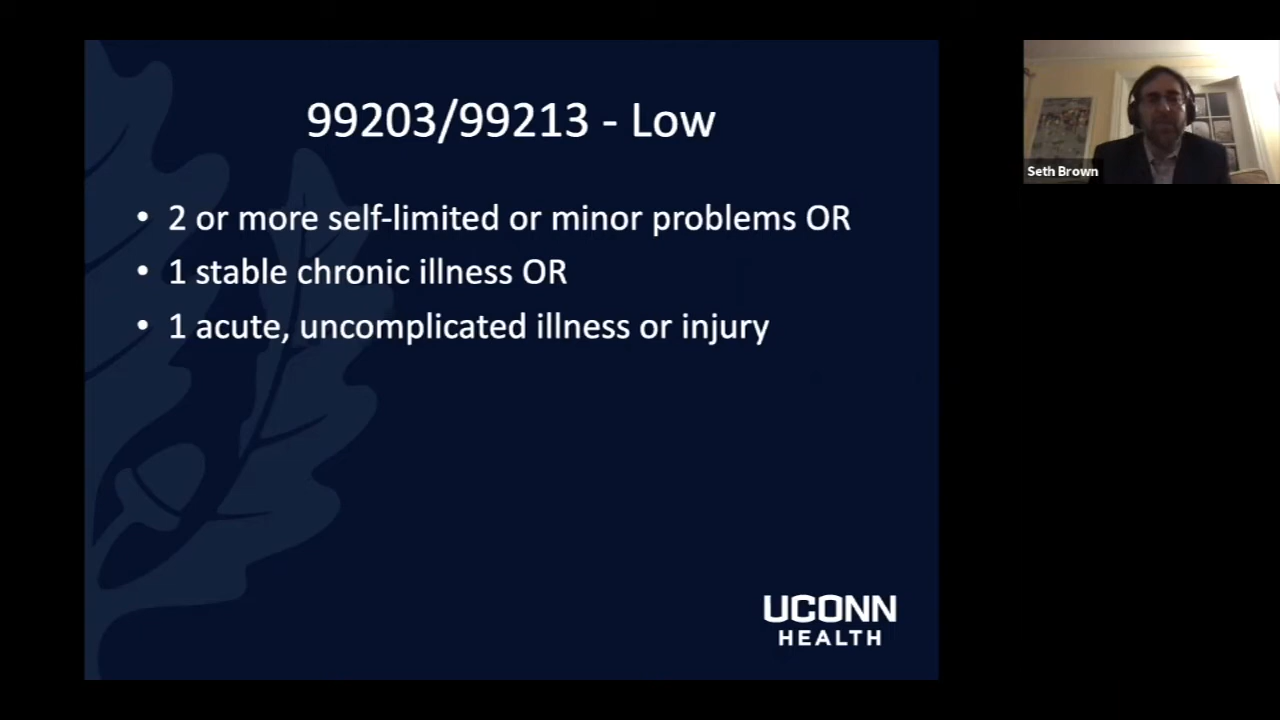 99203/99213 - Low
• 2 or more self-limited or minor problems OR
• 1 stable chronic illness OR
• 1 acute, uncomplicated illness or injury
Seth Brown
UCONN
HEALTH